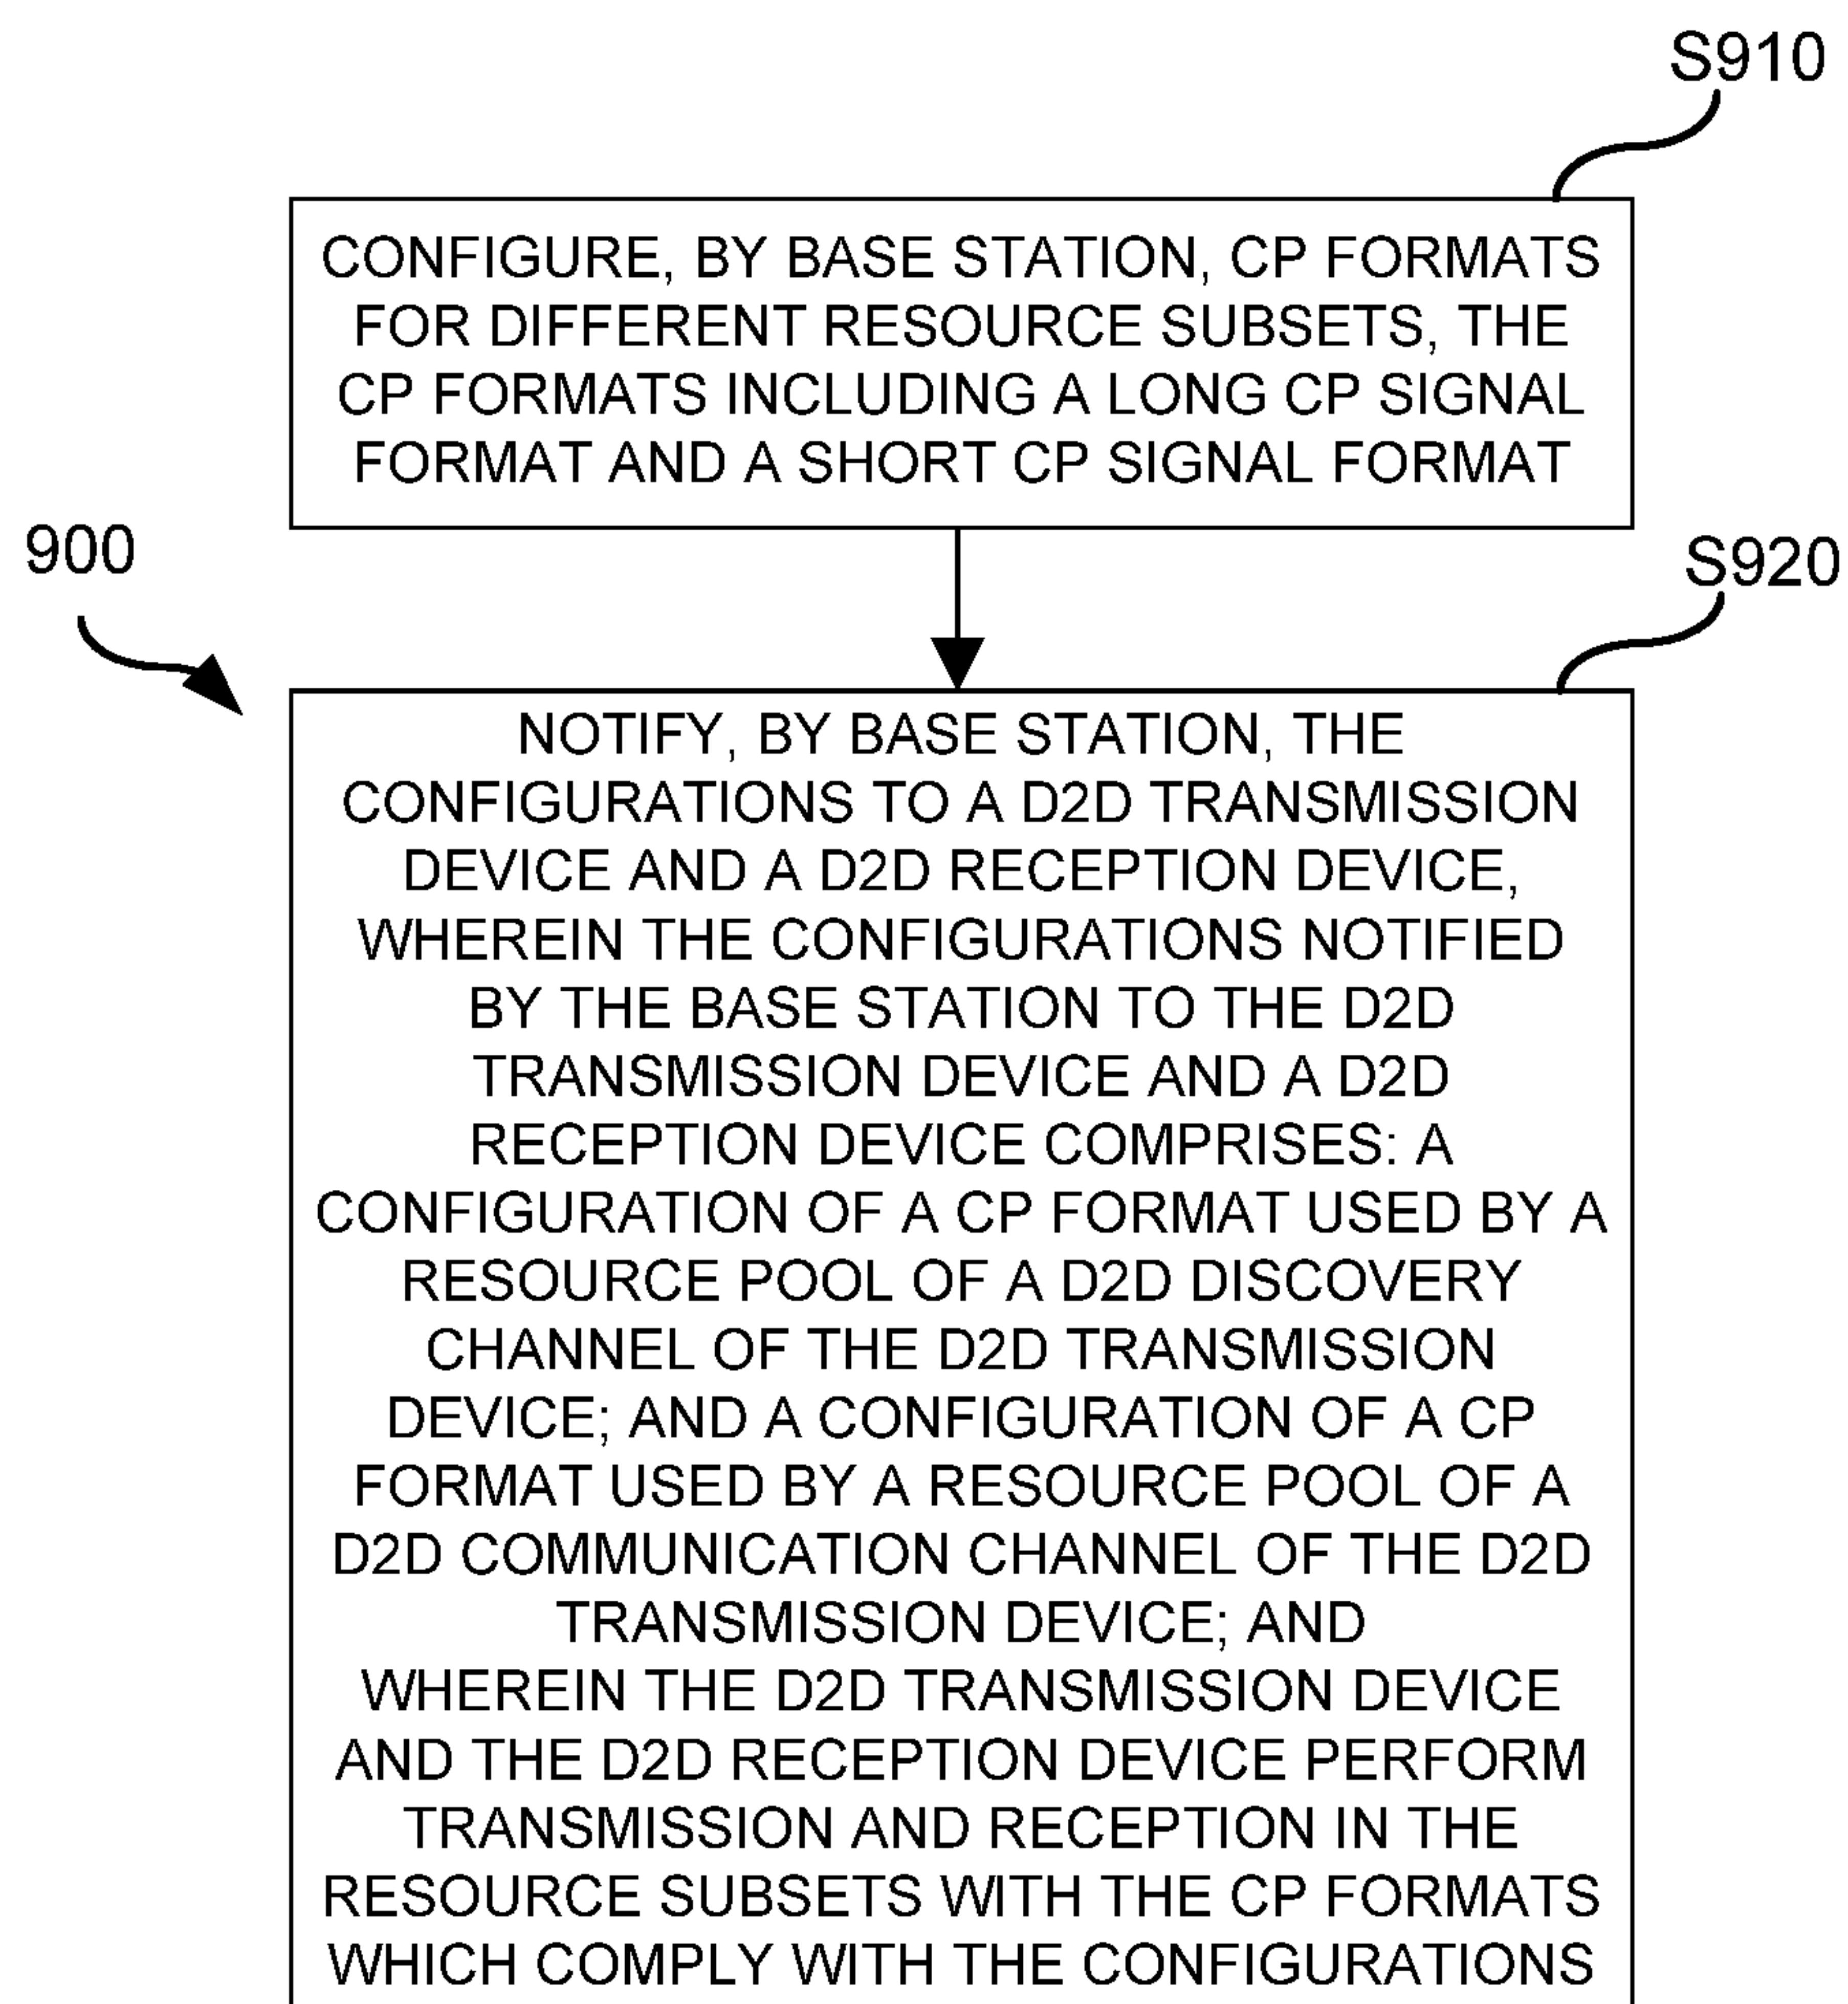 S910
CONFIGURE, BY BASE STATION, CP FORMATS
FOR DIFFERENT RESOURCE SUBSETS, THE
CP FORMATS INCLUDING A LONG CP SIGNAL
FORMAT AND A SHORT CP SIGNAL FORMAT
900
S920
NOTIFY, BY BASE STATION, THE
CONFIGURATIONS TO A D2D TRANSMISSION
DEVICE AND A D2D RECEPTION DEVICE,
WHEREIN THE CONFIGURATIONS NOTIFIED
BY THE BASE STATION TO THE D2D
TRANSMISSION DEVICE AND A D2D
RECEPTION DEVICE COMPRISES: A
CONFIGURATION OF A CP FORMAT USED BY A
RESOURCE POOL OF A D2D DISCOVERY
CHANNEL OF THE D2D TRANSMISSION
DEVICE; AND A CONFIGURATION OF A CP
FORMAT USED BY A RESOURCE POOL OF A
D2D COMMUNICATION CHANNEL OF THE D2D
TRANSMISSION DEVICE; AND
WHEREIN THE D2D TRANSMISSION DEVICE
AND THE D2D RECEPTION DEVICE PERFORM
TRANSMISSION AND RECEPTION IN THE
RESOURCE SUBSETS WITH THE CP FORMATS
WHICH COMPLY WITH THE CONFIGURATIONS